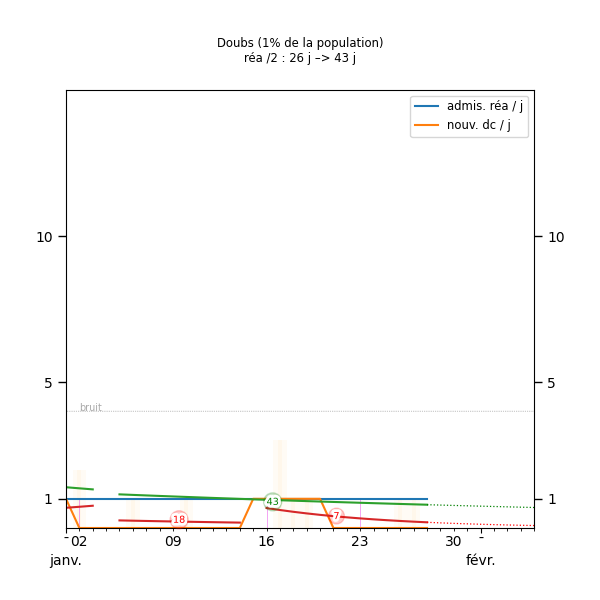 Doubs (1% de la population)
réa /2 : 26 j –> 43 j
admis. réa / j
nouv. dc / j
10
10
5
5
bruit
1
1
43
18
7
-
02
09
16
23
30
-
janv.
févr.